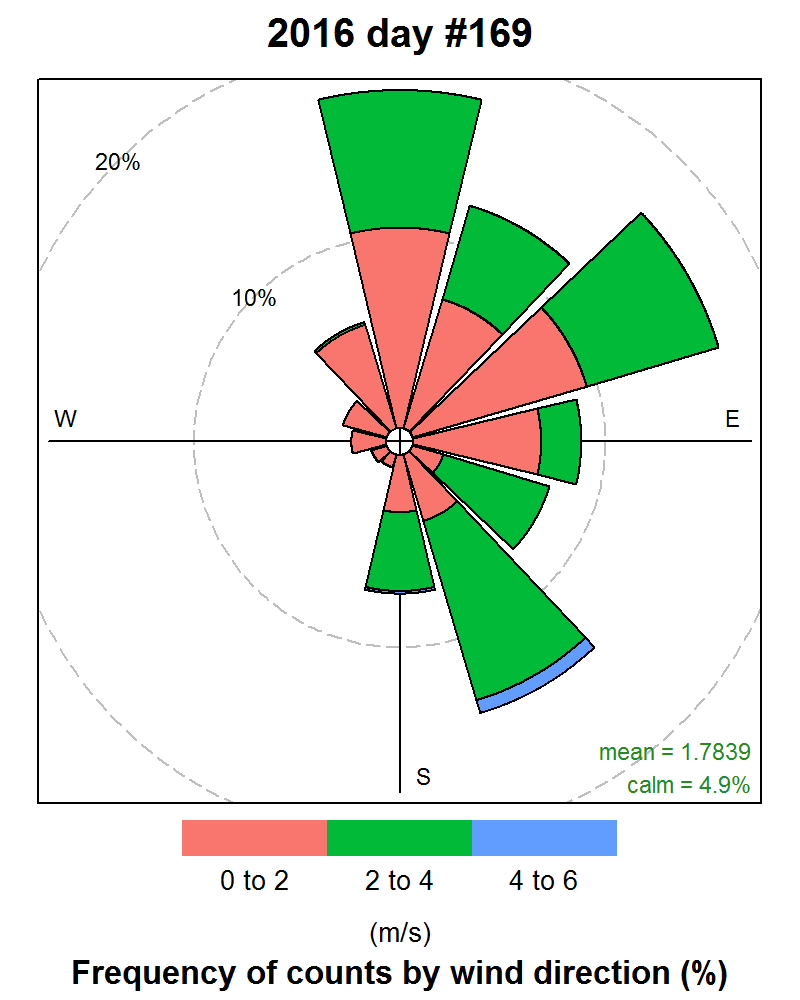 2016 day #169
20%
10%
W
E
S
mean = 1.7839
calm = 4.9%
0 to 2
2 to 4
4 to 6
(m/s)
Frequency of counts by wind direction (%)